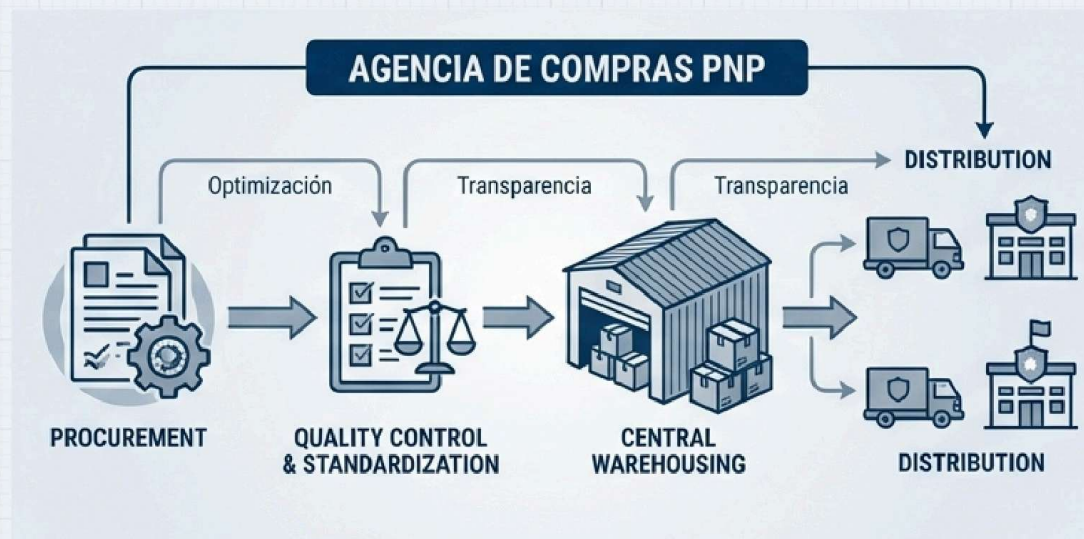 AGENCIA DE COMPRAS PNP
DISTRIBUTION
Optimización
Transparencia
Transparencia
PROCUREMENT
QUALITY CONTROL
& STANDARDIZATION
CENTRAL
WAREHOUSING
DISTRIBUTION